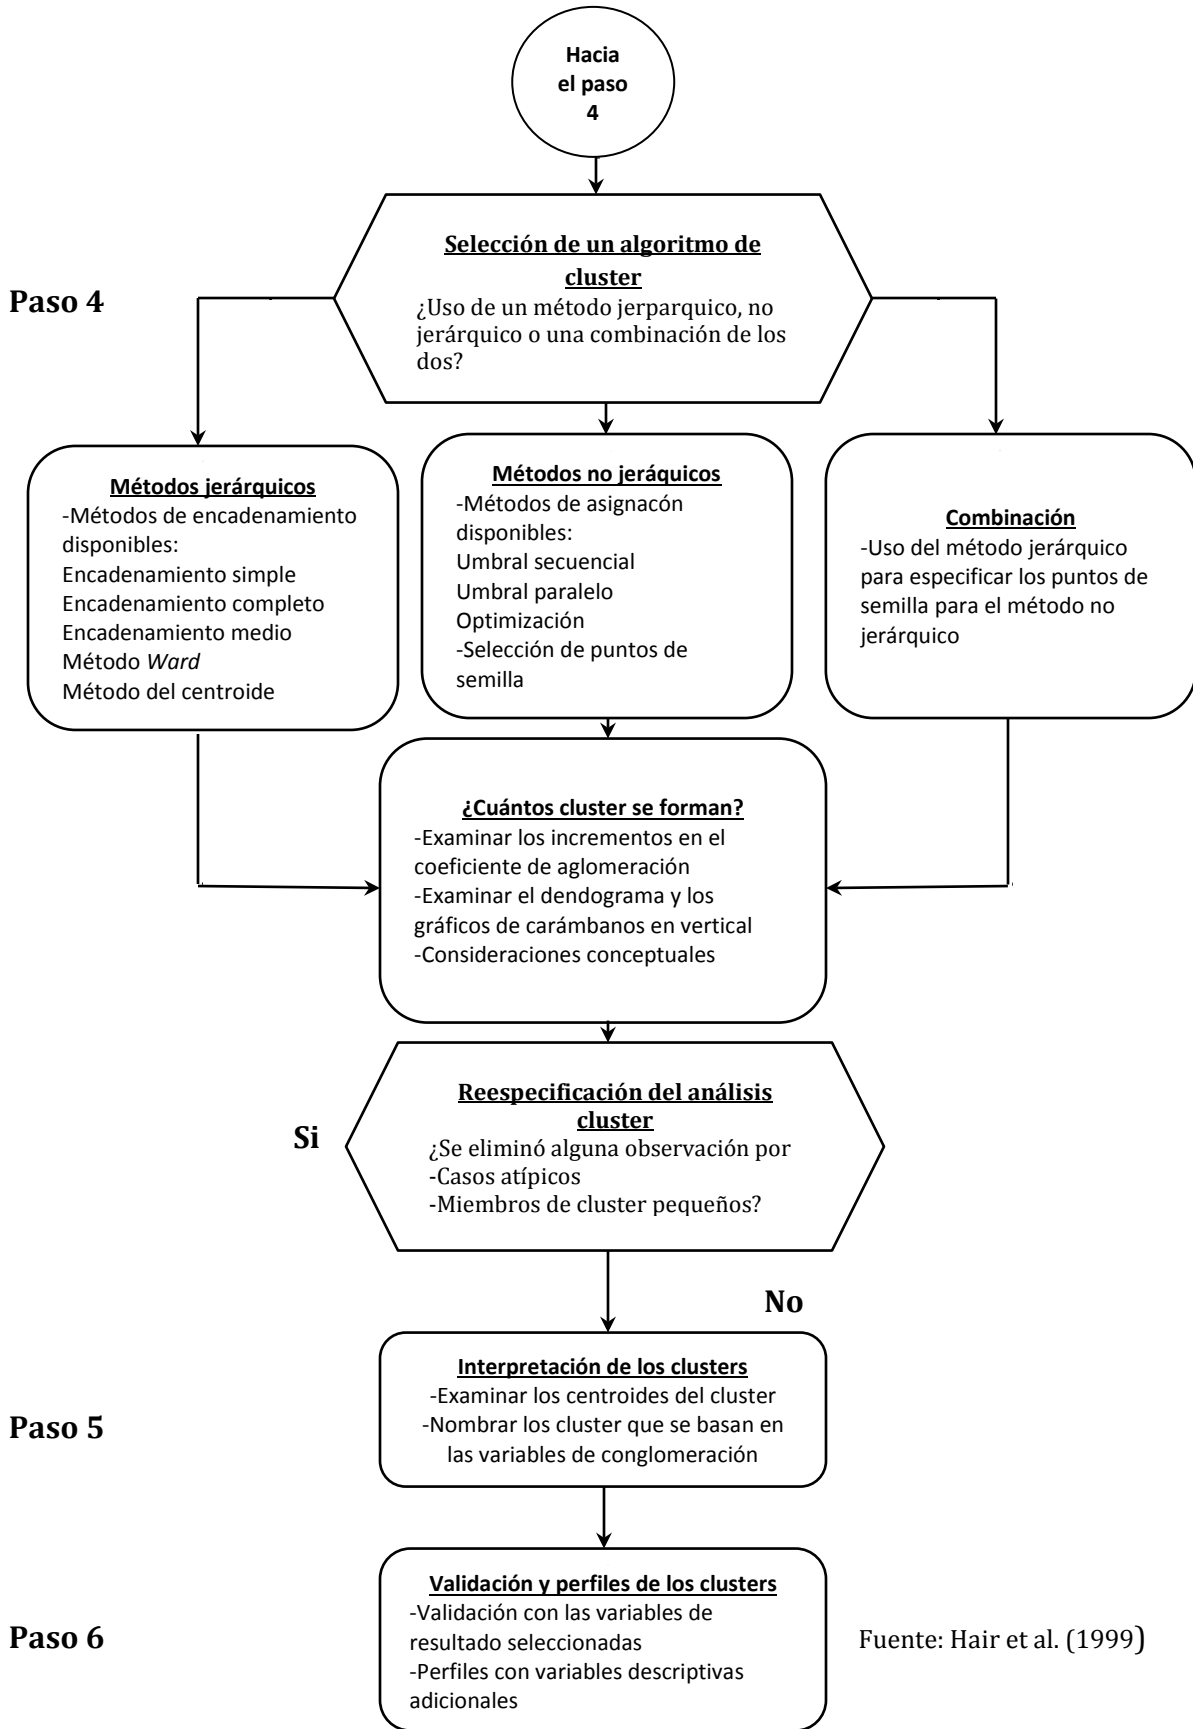 Hacia
el paso
4
Selección de un algoritmo de
cluster
¿Uso de un método jerparquico, no
jerárquico o una combinación de los
dos?
Paso 4
Métodos jerárquicos
-Métodos de encadenamiento
disponibles:
Encadenamiento simple
Encadenamiento completo
Encadenamiento medio
Método Ward
Método del centroide
Métodos no jeráquicos
-Métodos de asignacón
disponibles:
Umbral secuencial
Umbral paralelo
Optimización
-Selección de puntos de
semilla
Combinación
-Uso del método jerárquico
para especificar los puntos de
semilla para el método no
jerárquico
¿Cuántos cluster se forman?
-Examinar los incrementos en el
coeficiente de aglomeración
-Examinar el dendograma y los
gráficos de carámbanos en vertical
-Consideraciones conceptuales
Reespecificación del análisis
cluster
¿Se eliminó alguna observación por
-Casos atípicos
-Miembros de cluster pequeños?
Si
No
Interpretación de los clusters
-Examinar los centroides del cluster
-Nombrar los cluster que se basan en
las variables de conglomeración
Paso 5
Validación y perfiles de los clusters
-Validación con las variables de
resultado seleccionadas
-Perfiles con variables descriptivas
adicionales
Paso 6
Fuente: Hair et al. (1999)